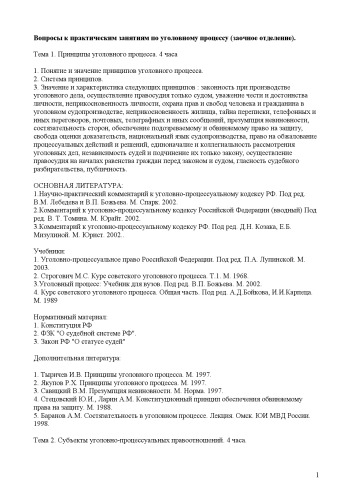 Вопросы к практическим занятиям по уголовному процессу (заочное отделение).
Тема 1. Принципы уголовного процесса. 4 часа
1. Понятие и значение принципов уголовного процесса.
2. Система принципов.
3. Значение и характеристика следующих принципов : законность при производстве
уголовного дела, осуществление правосудия только судом, уважение чести и достоинства
личности, неприкосновенность личности, охрана прав и свобод человека и гражданина в
уголовном судопроизводстве, неприкосновенность жилища, тайна переписки, телефонных и
иных переговоров, почтовых, телеграфных и иных сообщений, презумпция невиновности,
состязательность сторон, обеспечение подозреваемому и обвиняемому права на защиту,
свобода оценки доказательств, национальный язык судопроизводства, право на обжалование
процессуальных действий и решений, единоначалие и коллегиальность рассмотрения
уголовных дел, независимость судей и подчинение их только закону, осуществление
правосудия на началах равенства граждан перед законом и судом, гласность судебного
разбирательства, публичность.
ОСНОВНАЯ ЛИТЕРАТУРА:
1.Научно-практический комментарий к уголовно-процессуальному кодексу РФ. Под ред.
В.М. Лебедева и В.П. Божьева. М. Спарк. 2002.
2.Комментарий к уголовно-процессуальному кодексу Российской Федерации (вводный) Под
ред. В. Т. Томина. М. Юрайт. 2002.
3.Комментарий к уголовно-процессуальному кодексу РФ. Под ред. Д.Н. Козака, Е.Б.
Мизулиной. М. Юрист. 2002..
Учебники:
1. Уголовно-процессуальное право Российской Федерации. Под ред. П.А. Лупинской. М.
2003.
2. Строгович М.С. Курс советского уголовного процесса. Т.1. М. 1968.
3.Уголовный процесс. Учебник для вузов. Под ред. В.П. Божьева. М. 2002.
4. Курс советского уголовного процесса. Общая часть. Под ред. А.Д.Бойкова, И.И.Карпеца.
М. 1989
Нормативный материал:
1. Конституция РФ
2. ФЗК "О судебной системе РФ".
3. Закон РФ "О статусе судей"
Дополнительная литература:
1. Тыричев И.В. Принципы уголовного процесса. М. 1997.
2. Якупов Р.Х. Принципы уголовного процесса. М. 1997.
3. Савицкий В.М. Презумпция невиновности. М. Норма. 1997.
4. Стецовский Ю.И., Ларин А.М. Конституционный принцип обеспечения обвиняемому
права на защиту. М. 1988.
5. Баранов А.М. Состязательность в уголовном процессе. Лекция. Омск. ЮИ МВД России.
1998.
Тема 2. Субъекты уголовно-процессуальных правоотношений. 4 часа.
1